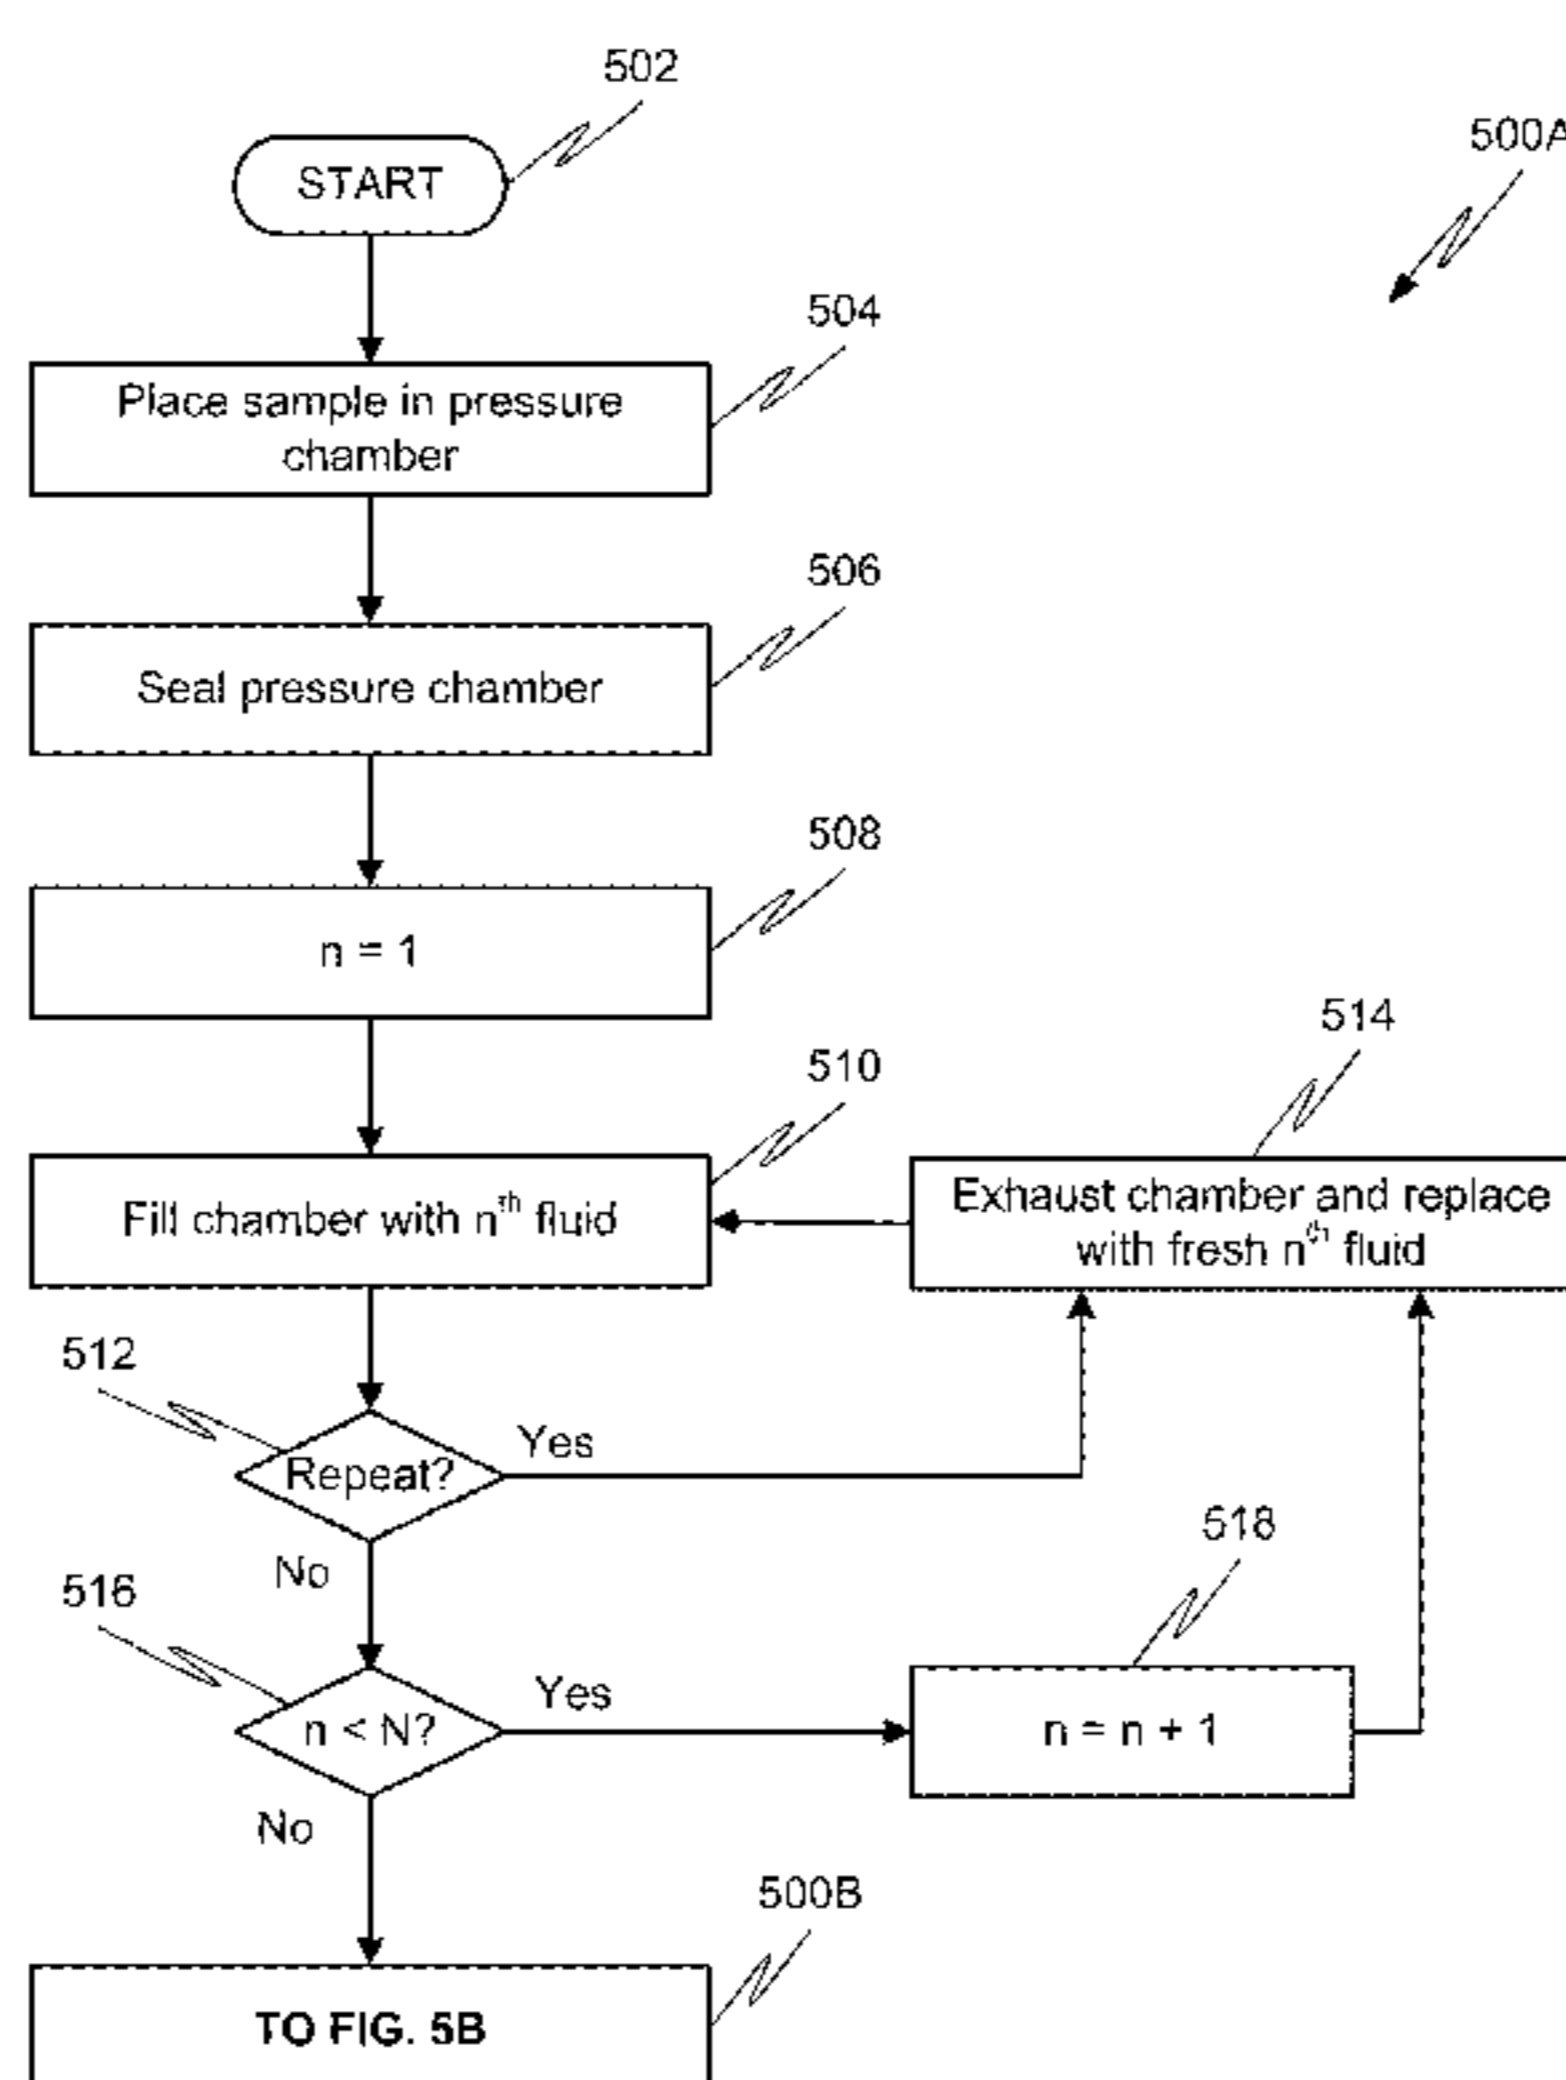 502
500A
START
504
Place sample in pressure
chamber
506
Seal pressure chamber
508
n = 1
510
514
Fill chamber with nth fluid
Exhaust chamber and replace
with fresh nth fluid
512
Repeat?
Yes
No
518
516
n < N?
Yes
n = n + 1
No
500B
TO FIG. 5B